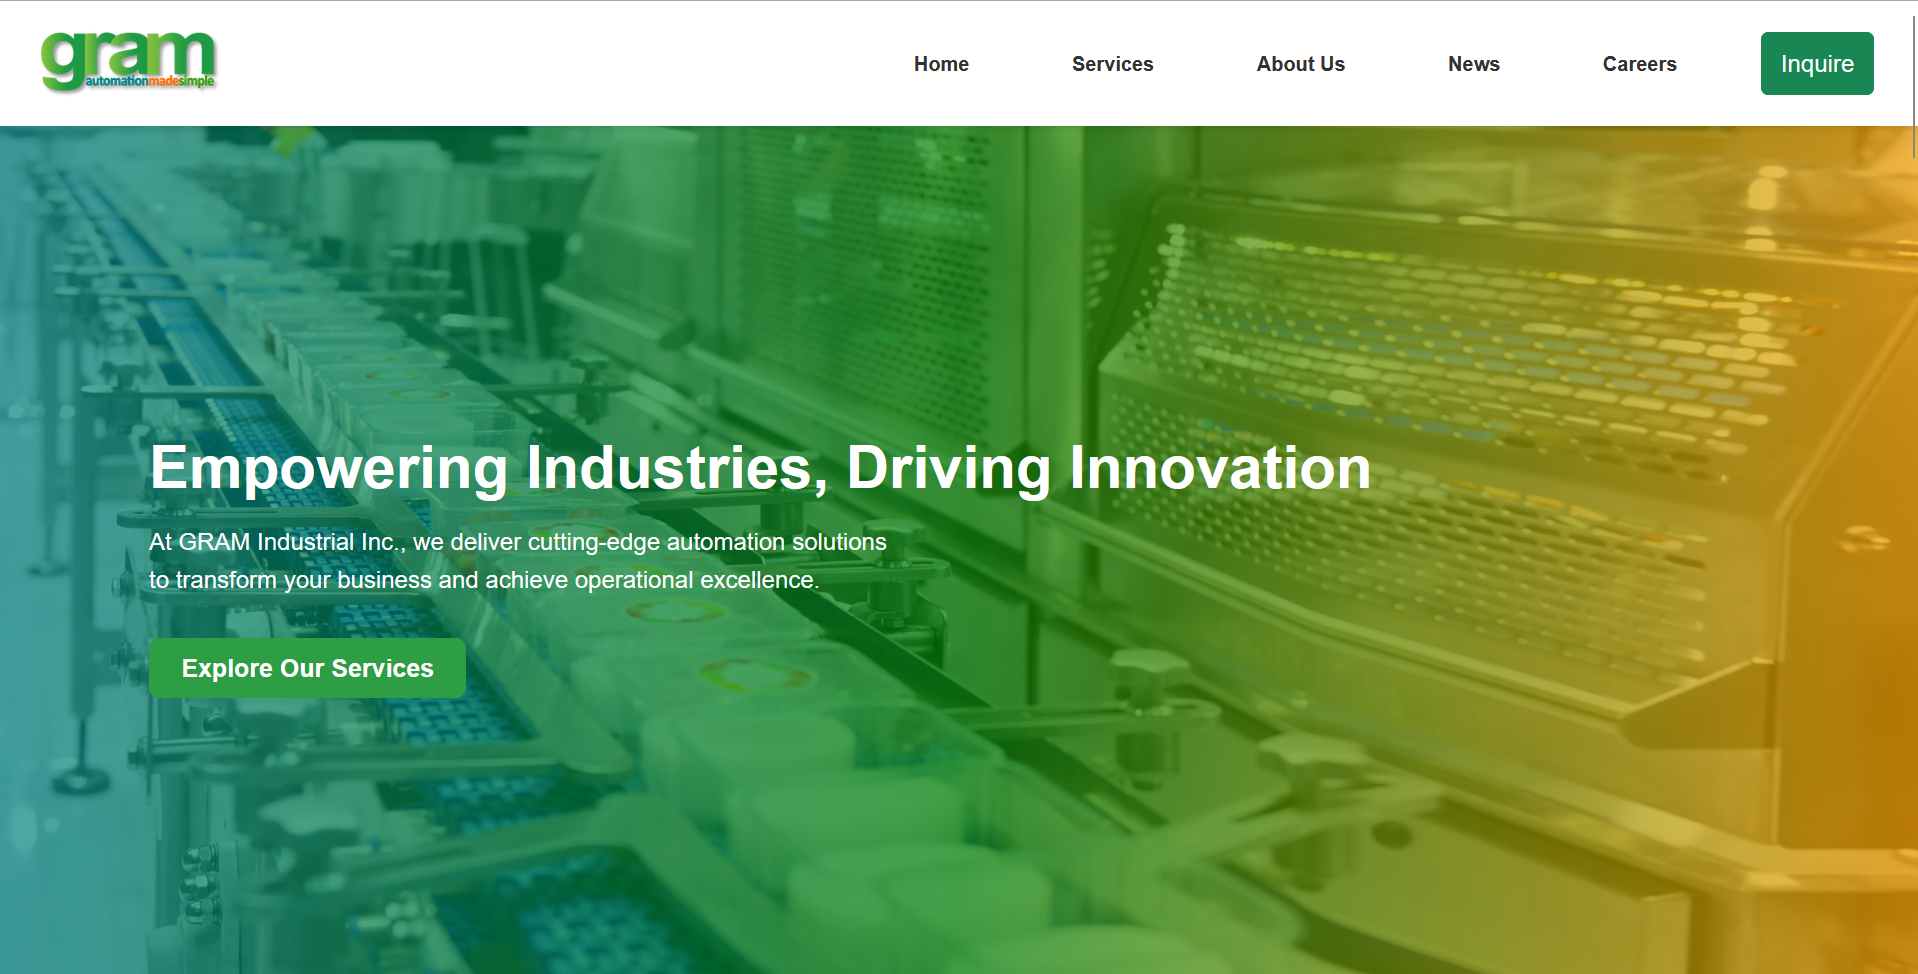 gram
automationmadesimple
Home
Services
About Us
News
Careers
Inquire
Empowering Industries, Driving Innovation
At GRAM Industrial Inc., we deliver cutting-edge automation solutions
to transform your business and achieve operational excellence.
Explore Our Services